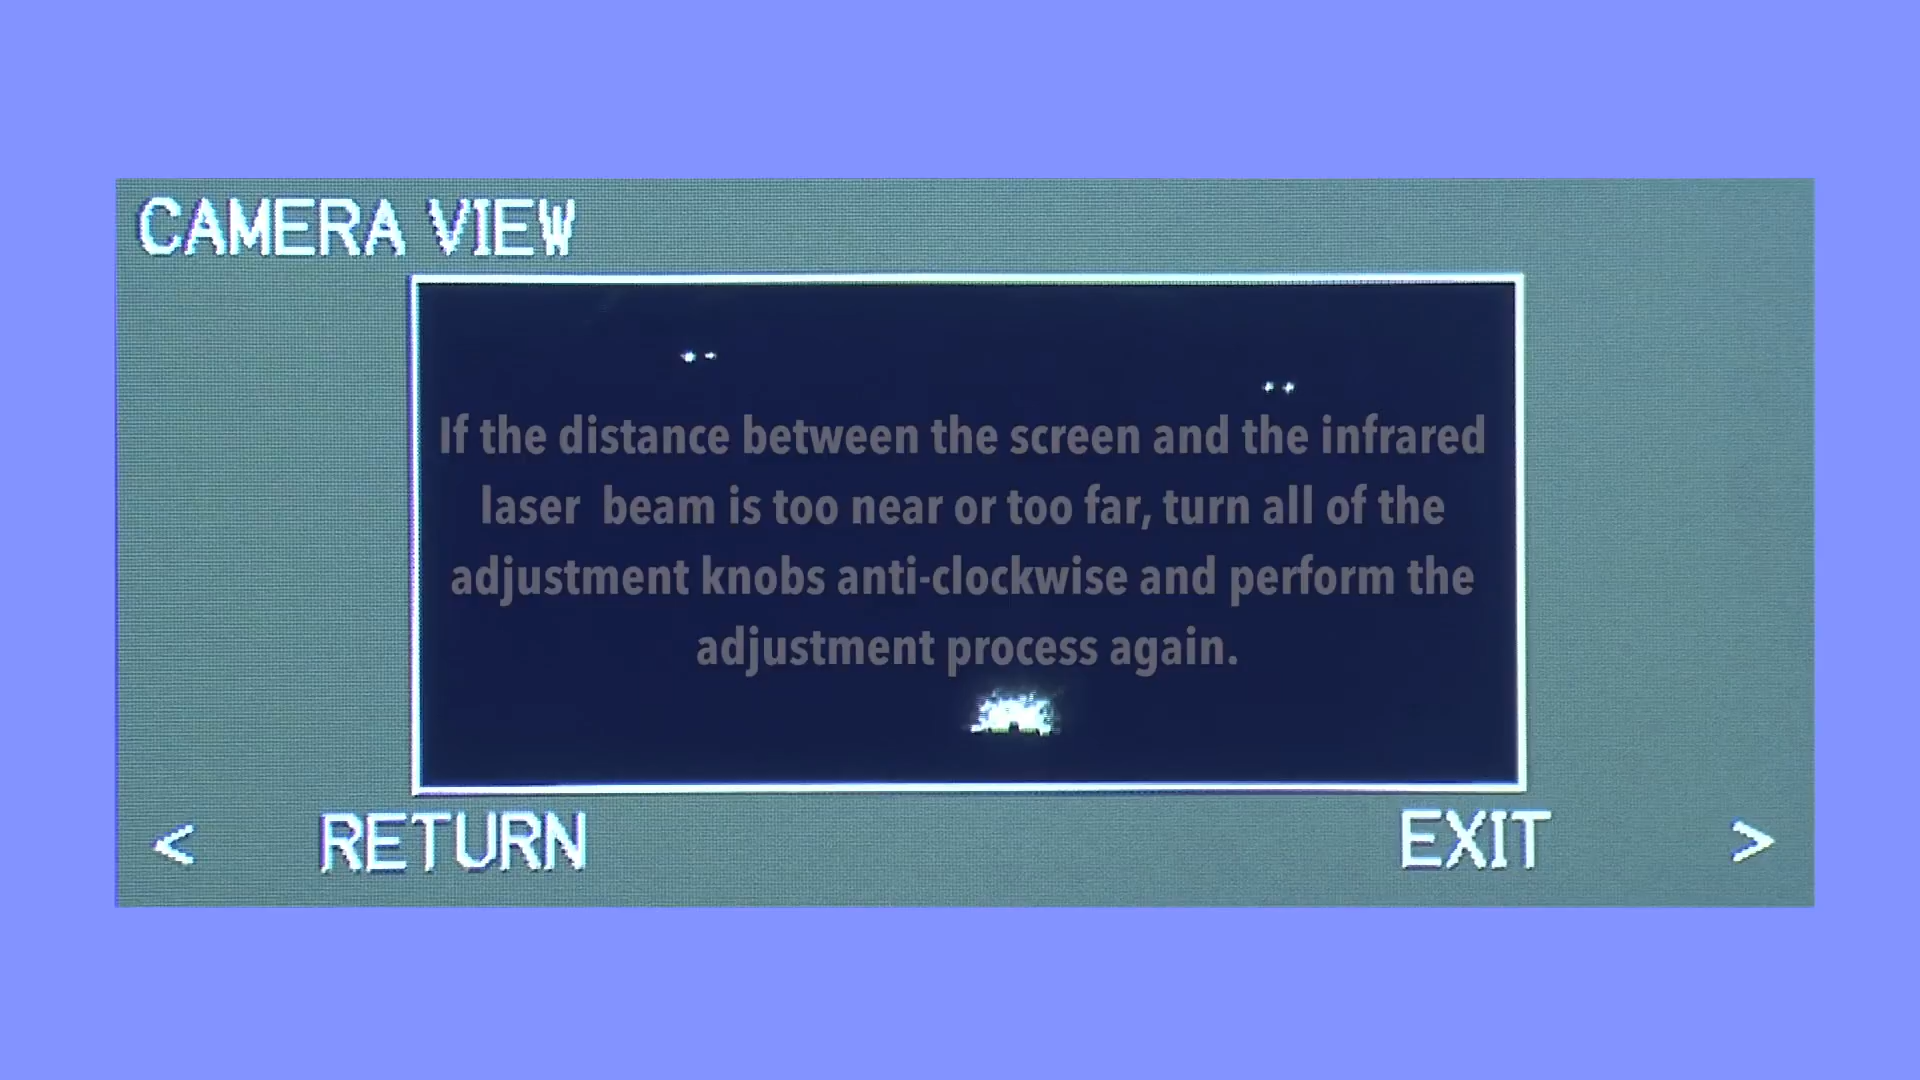 CAMERA VIEW
If the distance between the screen and the infrared
laser beam is too near or too far, turn all of the
adjustment knobs anti-clockwise and perform the
adjustment process again.
< RETURN EXIT >